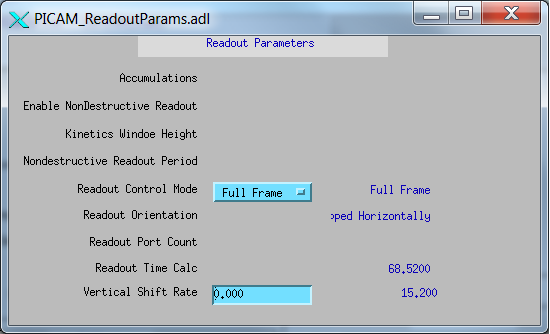 PICAM_ReadoutParams.adl
Readout Parameters
Accumulations
Enable NonDestructive Readout
Kinetics Windoe Height
Nondestructive Readout Period
Readout Control Mode Full Frame Full Frame
Readout Orientation pped Horizontally
Readout Port Count
Readout Time Calc 68.5200
Vertical Shift Rate 0.000 15.200